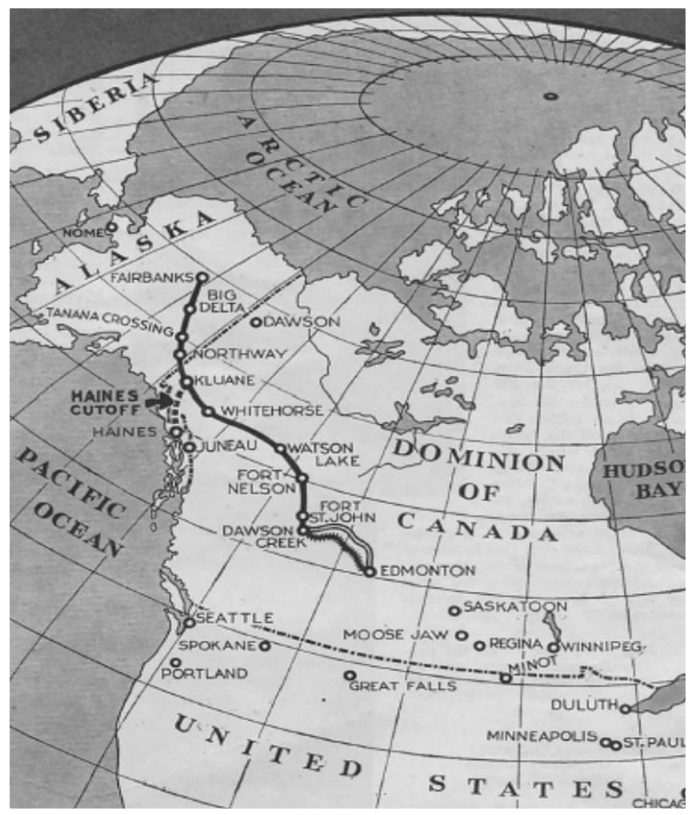 SIBERIA
ARCTIC
OCEAN
NOME
ALASKA
FAIRBANKS
BIG
DELTA
TANANA CROSSING
DAWSON
NORTHWAY
KLUANE
HAINES
CUTOFF
WHITEHORSE
HAINES
JUNEAU
WATSON
LAKE
DOMINION
OF
CANADA
HUDSO
BAY
PACIFIC
OCEAN
FORT
NELSON
FORT
ST. JOHN
DAWSON
CREEK
EDMONTON
SASKATOON
SEATTLE
MOOSE JAW
REGINA
WINNIPEG
SPOKANE
MINOT
PORTLAND
GREAT FALLS
DULUTH
UNITED
STATES
MINNEAPOLIS
ST. PAUL
CHICAG